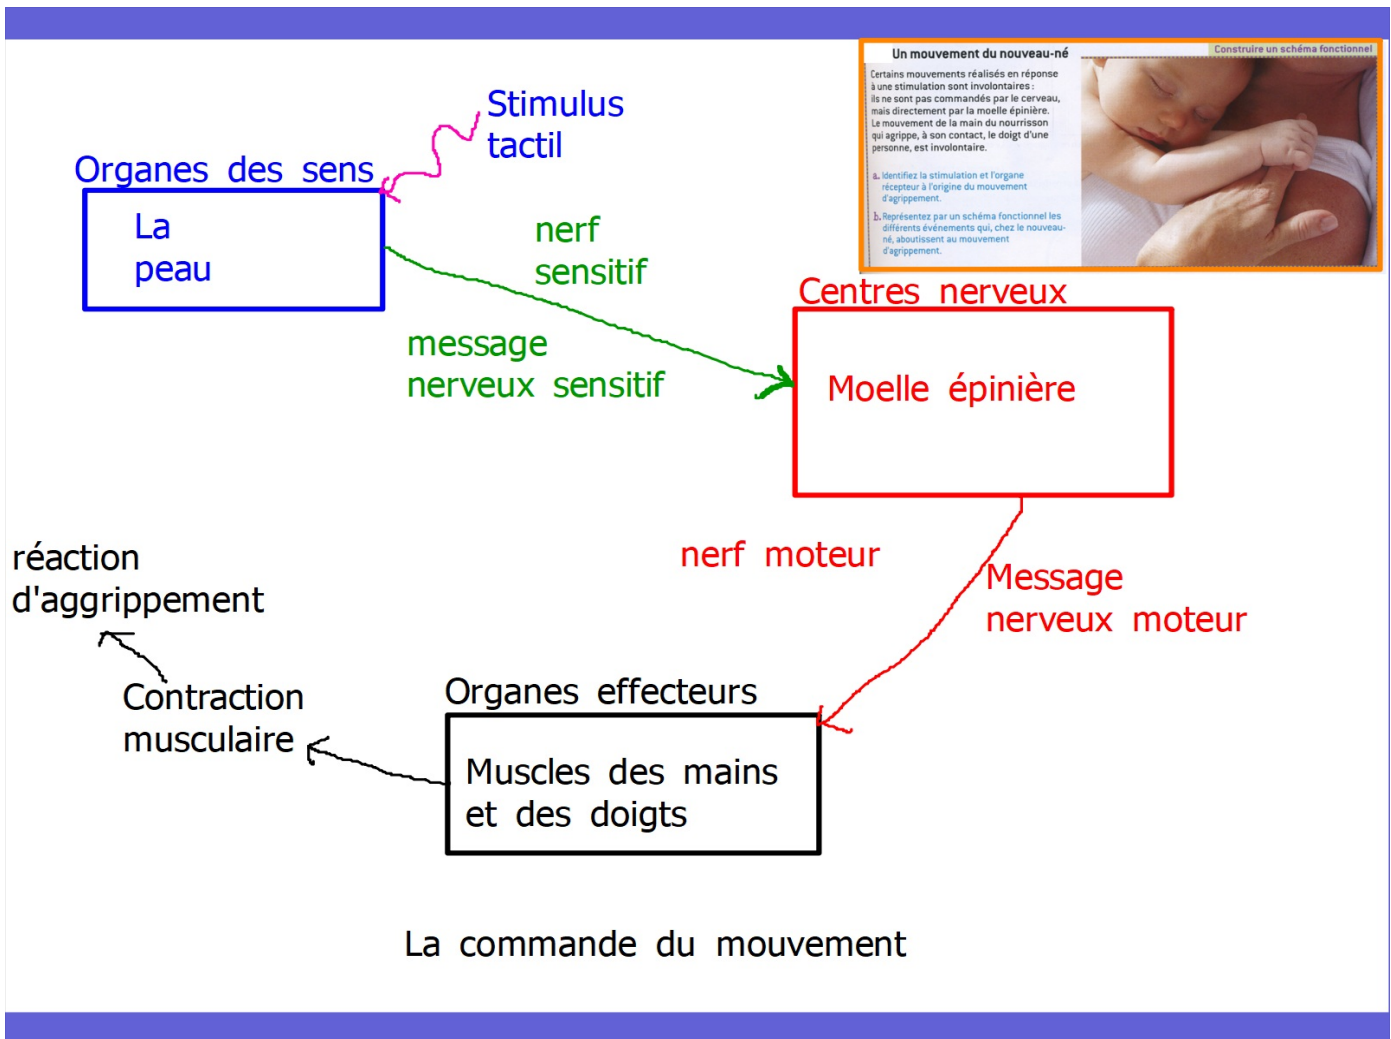 Un mouvement du nouveau-né
Construire un schéma fonctionnel
Certains mouvements réalisés en réponse
à une stimulation sont involontaires :
ils ne sont pas commandés par le cerveau,
mais directement par la moelle épinière.
Le mouvement de la main du nourrisson
qui agrippe, à son contact, le doigt d'une
personne, est involontaire.
a. Identifiez la stimulation et l'organe
récepteur à l'origine du mouvement
d'agrippement.
b. Représentez par un schéma fonctionnel les
différents événements qui, chez le nouveau-
né, aboutissent au mouvement
d'agrippement.
Stimulus
tactil
Organes des sens
La
peau
nerf
sensitif
message
nerveux sensitif
Centres nerveux
Moelle épinière
nerf moteur
Message
nerveux moteur
réaction
d'aggrippement
Contraction
musculaire
Organes effecteurs
Muscles des mains
et des doigts
La commande du mouvement